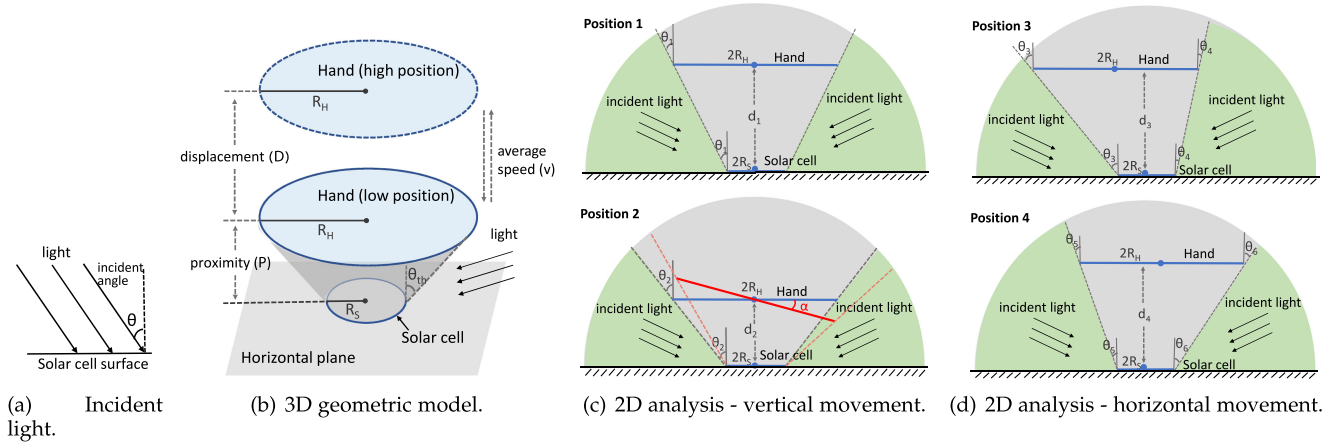 light
incident
angle
θ
Solar cell surface
(a) Incident
light.
Hand (high position)
R_H
displacement (D)
average
speed (v)
Hand (low position)
R_H
light
proximity (P)
θ_th
R_S
Solar cell
Horizontal plane
(b) 3D geometric model.
Position 1
θ_1
2R_H Hand
incident light
d_1
incident light
θ_1
2R_S Solar cell
Position 2
θ_2
2R_H Hand
α
incident light
d_2
incident light
θ_2
2R_S Solar cell
(c) 2D analysis - vertical movement.
Position 3
θ_3
θ_4
2R_H Hand
incident light
d_3
incident light
θ_3
θ_4
2R_S Solar cell
Position 4
θ_5
θ_6
2R_H Hand
incident light
d_4
incident light
θ_5
θ_6
2R_S Solar cell
(d) 2D analysis - horizontal movement.